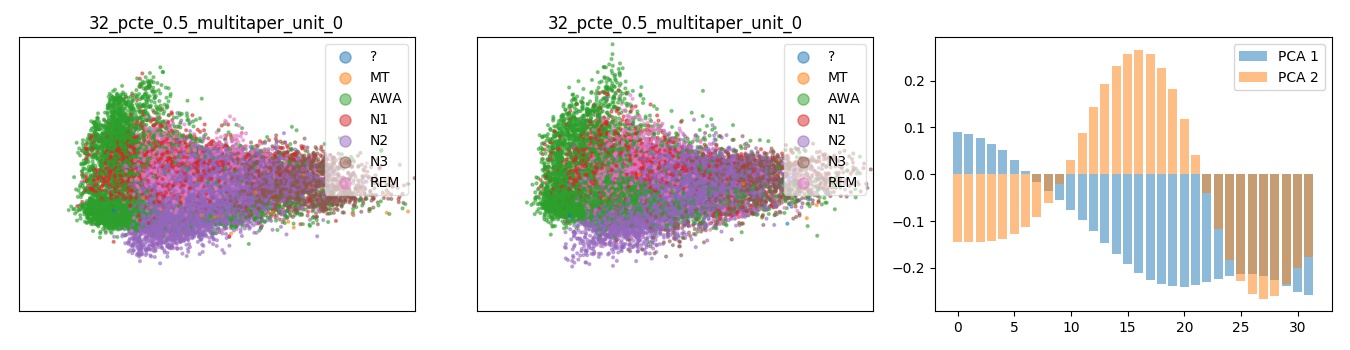 32_pcte_0.5_multitaper_unit_0
?
MT
AWA
N1
N2
N3
REM
32_pcte_0.5_multitaper_unit_0
?
MT
AWA
N1
N2
N3
REM
PCA 1
PCA 2
0.2
0.1
0.0
−0.1
−0.2
0 5 10 15 20 25 30